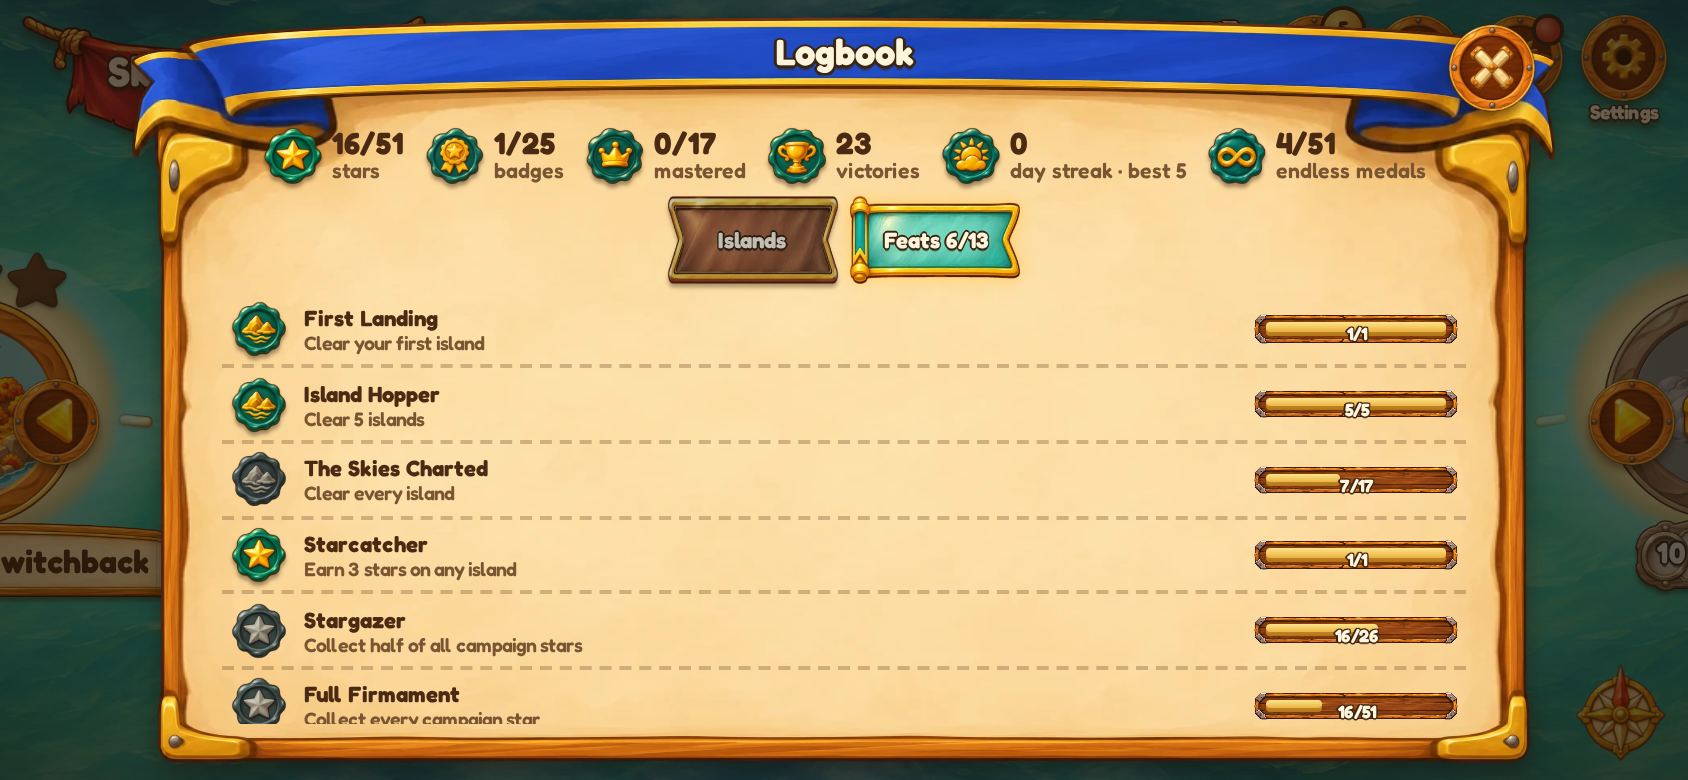 Logbook
Settings
16/51
stars
1/25
badges
0/17
mastered
23
victories
0
day streak · best 5
4/51
endless medals
Islands
Feats 6/13
First Landing
Clear your first island
1/1
Island Hopper
Clear 5 islands
5/5
The Skies Charted
Clear every island
7/17
Starcatcher
Earn 3 stars on any island
1/1
Stargazer
Collect half of all campaign stars
16/26
Full Firmament
Collect every campaign star
16/51
witchback
10